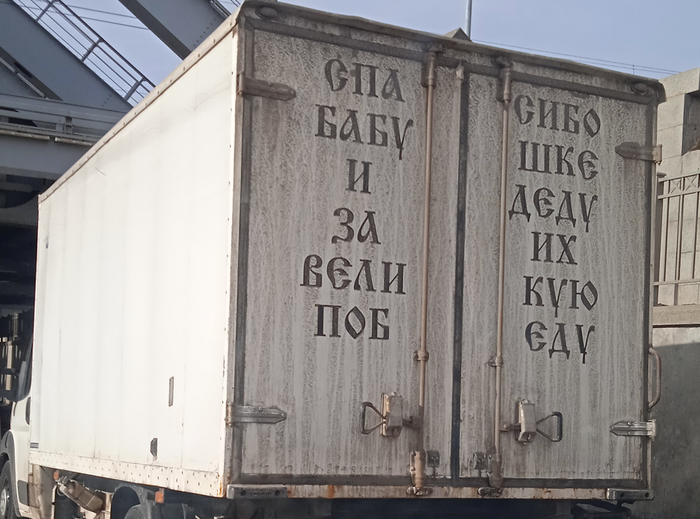 СПА СИБО
БАБУ ШКЕ
И ДЕДУ
ЗА ИХ
ВЕЛИ КУЮ
ПОБ ЕДУ